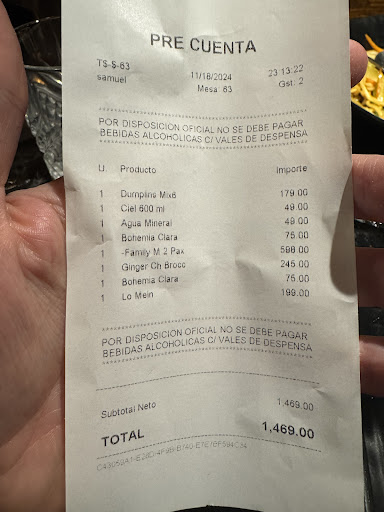 PRE CUENTA
TS-S-63 11/18/2024 23:13:22
samuel Mesa: 63 Gst. 2
POR DISPOSICION OFICIAL NO SE DEBE PAGAR
BEBIDAS ALCOHOLICAS C/ VALES DE DESPENSA
U. Producto Importe
1 Dumplins Mix6 179.00
1 Ciel 600 ml 49.00
1 Agua Mineral 49.00
1 Bohemia Clara 75.00
1 -Family M 2 Pax 598.00
1 Ginger Ch Brocc 245.00
1 Bohemia Clara 75.00
1 Lo Mein 199.00
POR DISPOSICION OFICIAL NO SE DEBE PAGAR
BEBIDAS ALCOHOLICAS C/ VALES DE DESPENSA
Subtotal Neto 1,469.00
TOTAL 1,469.00